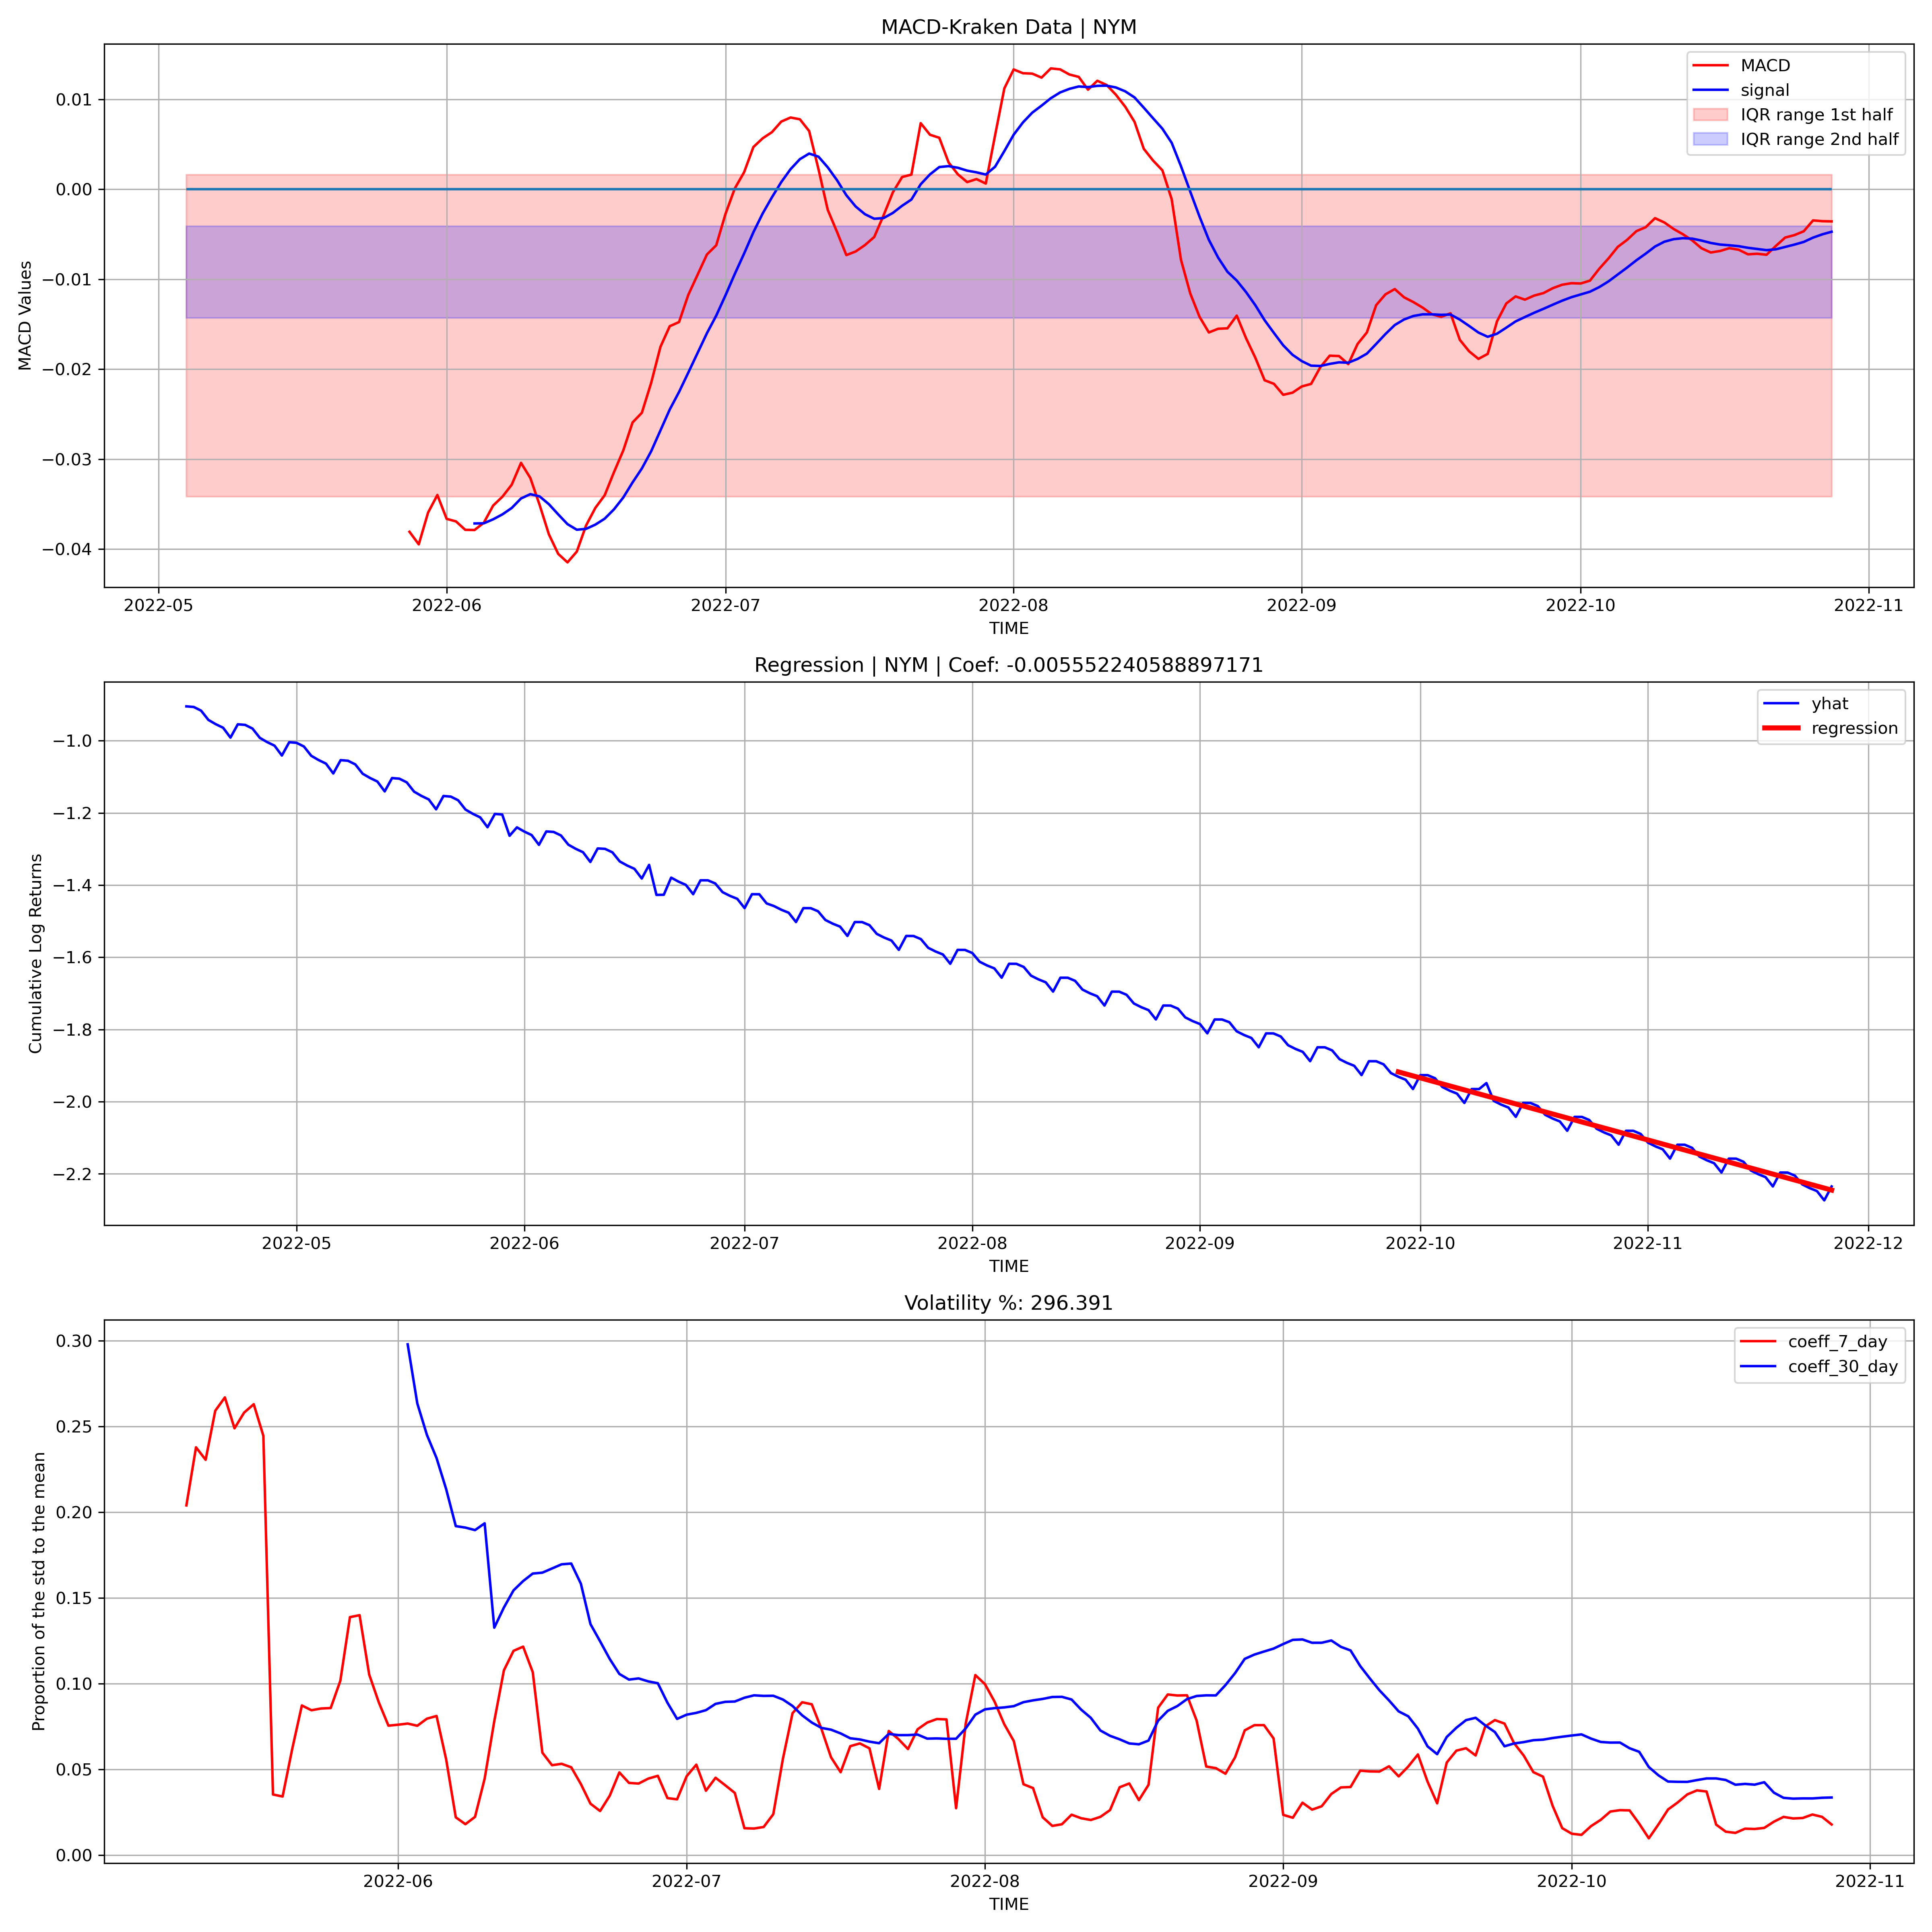 MACD-Kraken Data | NYM
MACD
signal
IQR range 1st half
IQR range 2nd half
MACD Values
0.01
0.00
−0.01
−0.02
−0.03
−0.04
2022-05 2022-06 2022-07 2022-08 2022-09 2022-10 2022-11
TIME
Regression | NYM | Coef: -0.005552240588897171
yhat
regression
Cumulative Log Returns
−1.0
−1.2
−1.4
−1.6
−1.8
−2.0
−2.2
2022-05 2022-06 2022-07 2022-08 2022-09 2022-10 2022-11 2022-12
TIME
Volatility %: 296.391
coeff_7_day
coeff_30_day
Proportion of the std to the mean
0.30
0.25
0.20
0.15
0.10
0.05
0.00
2022-06 2022-07 2022-08 2022-09 2022-10 2022-11
TIME